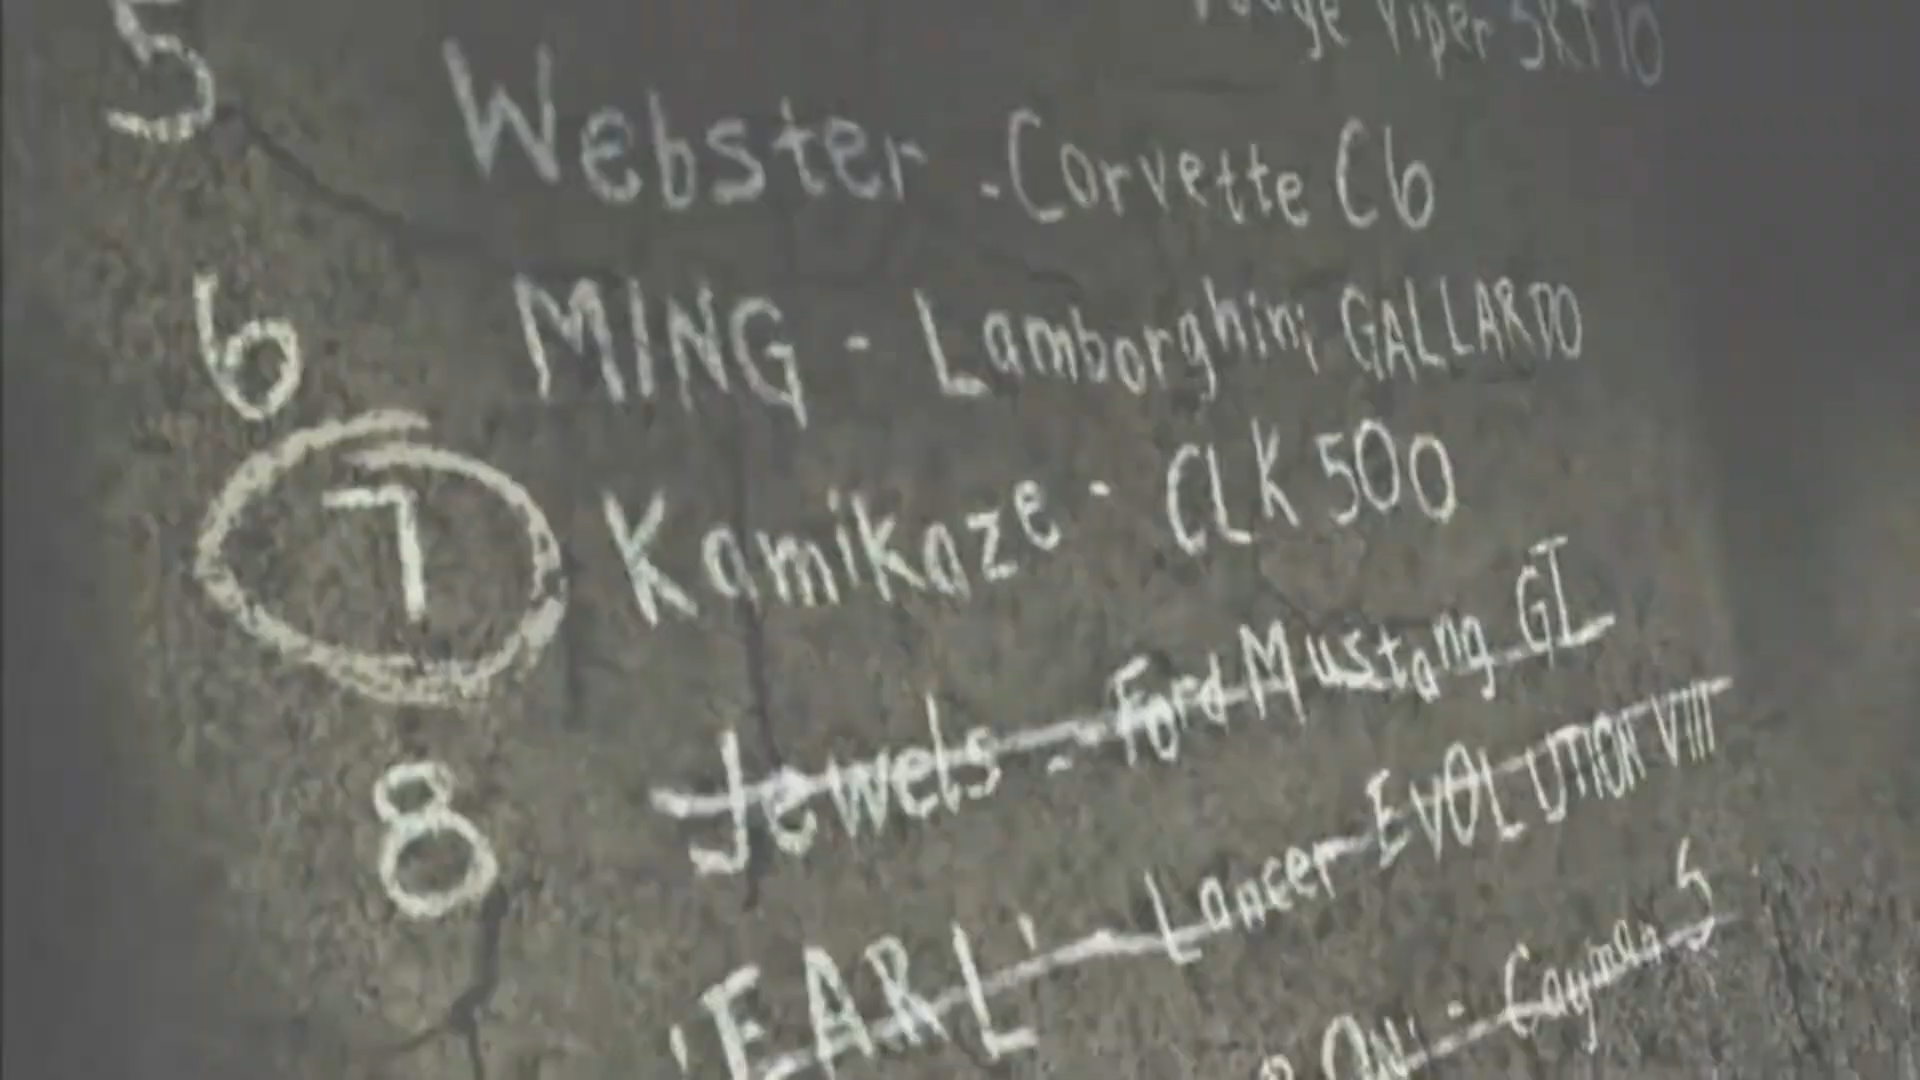 Viper SRT10
5 Webster - Corvette C6
6 MING - Lamborghini GALLARDO
7 Kamikaze - CLK 500
8 Jewels - Ford Mustang GT
'EARL' - Lancer EVOLUTION VIII
- Cayman S